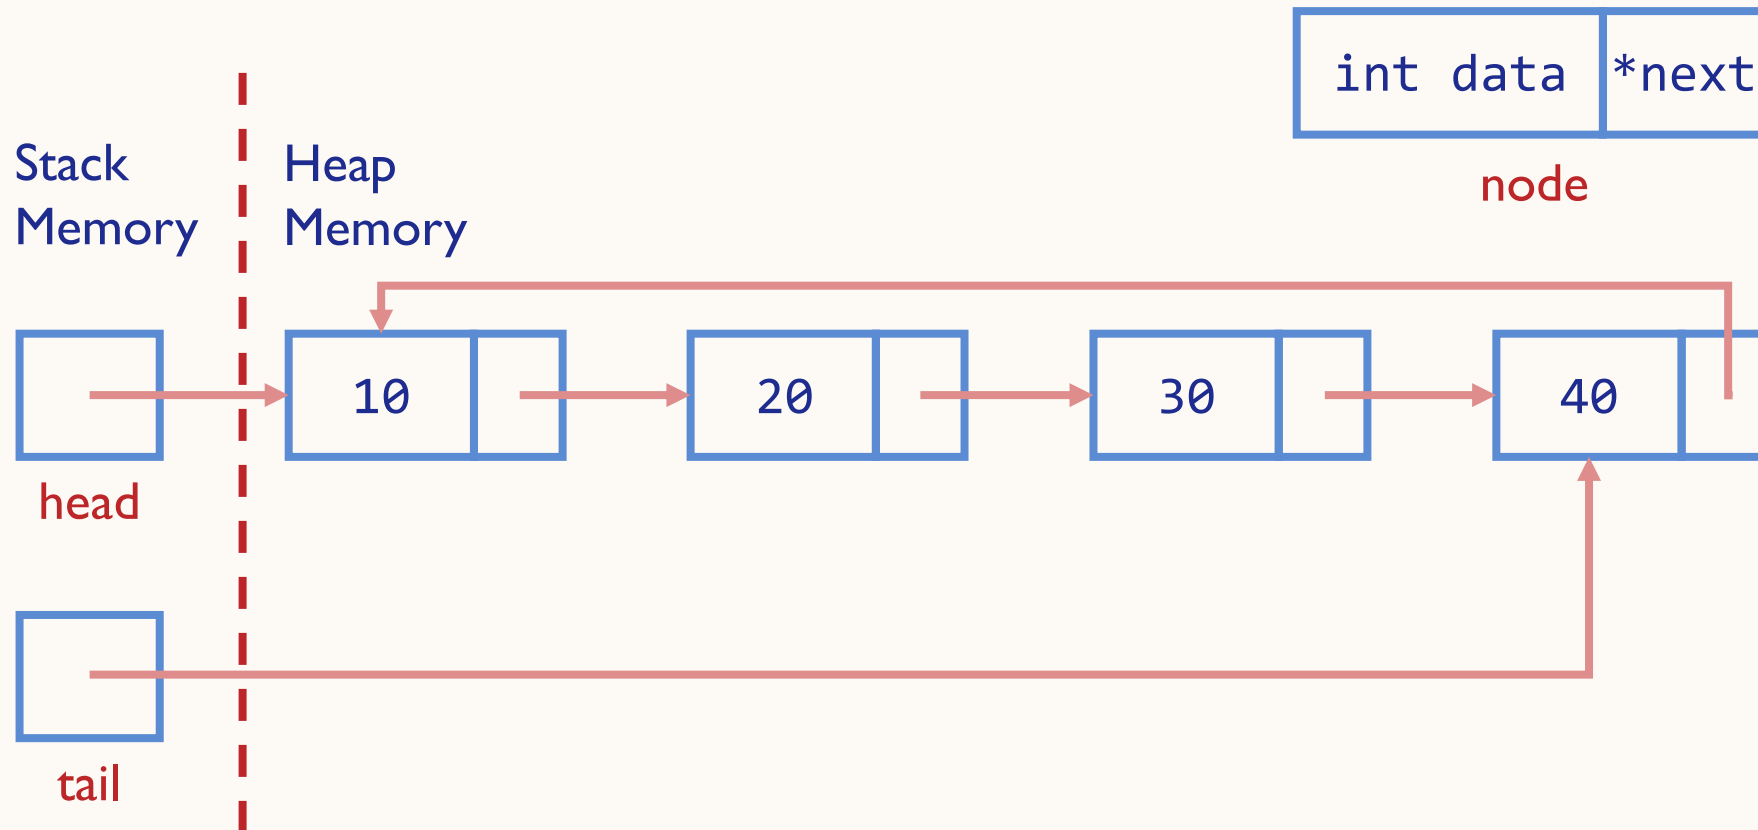 int data *next
node
Stack
Memory
Heap
Memory
10 20 30 40
head
tail